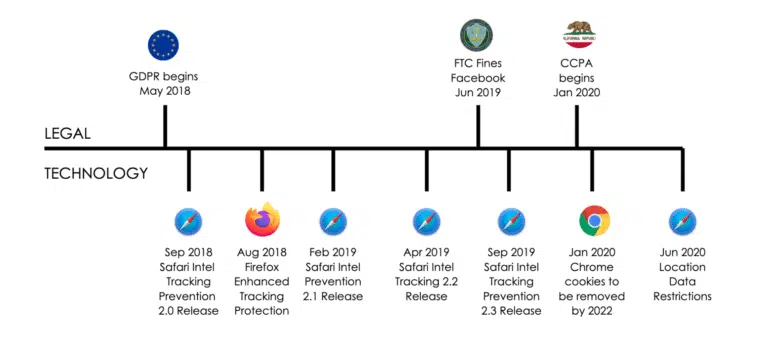 GDPR begins
May 2018
FTC Fines
Facebook
Jun 2019
CCPA
begins
Jan 2020
LEGAL
TECHNOLOGY
Sep 2018
Safari Intel
Tracking
Prevention
2.0 Release
Aug 2018
Firefox
Enhanced
Tracking
Protection
Feb 2019
Safari Intel
Prevention
2.1 Release
Apr 2019
Safari Intel
Tracking 2.2
Release
Sep 2019
Safari Intel
Tracking
Prevention
2.3 Release
Jan 2020
Chrome
cookies to
be removed
by 2022
Jun 2020
Location
Data
Restrictions